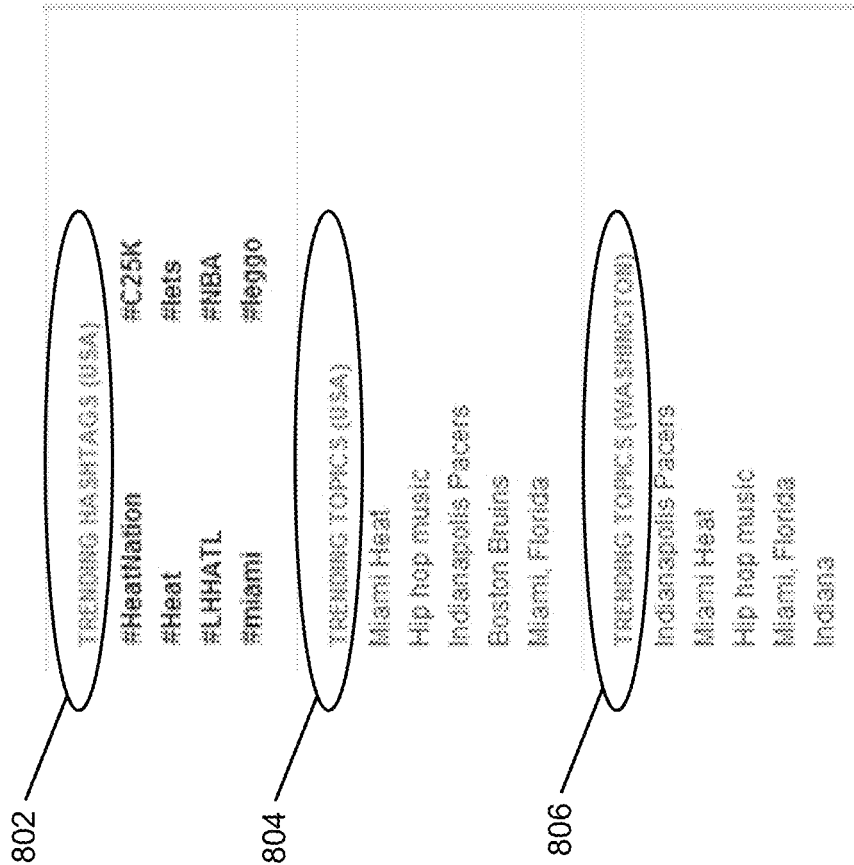 802
TRENDING HASHTAGS (USA)
#HeatNation #C25K
#Heat #lets
#LHHATL #NBA
#miami #leggo
804
TRENDING TOPICS (USA)
Miami Heat
Hip hop music
Indianapolis Pacers
Boston Bruins
Miami, Florida
806
TRENDING TOPICS (WASHINGTON)
Indianapolis Pacers
Miami Heat
Hip hop music
Miami, Florida
Indiana